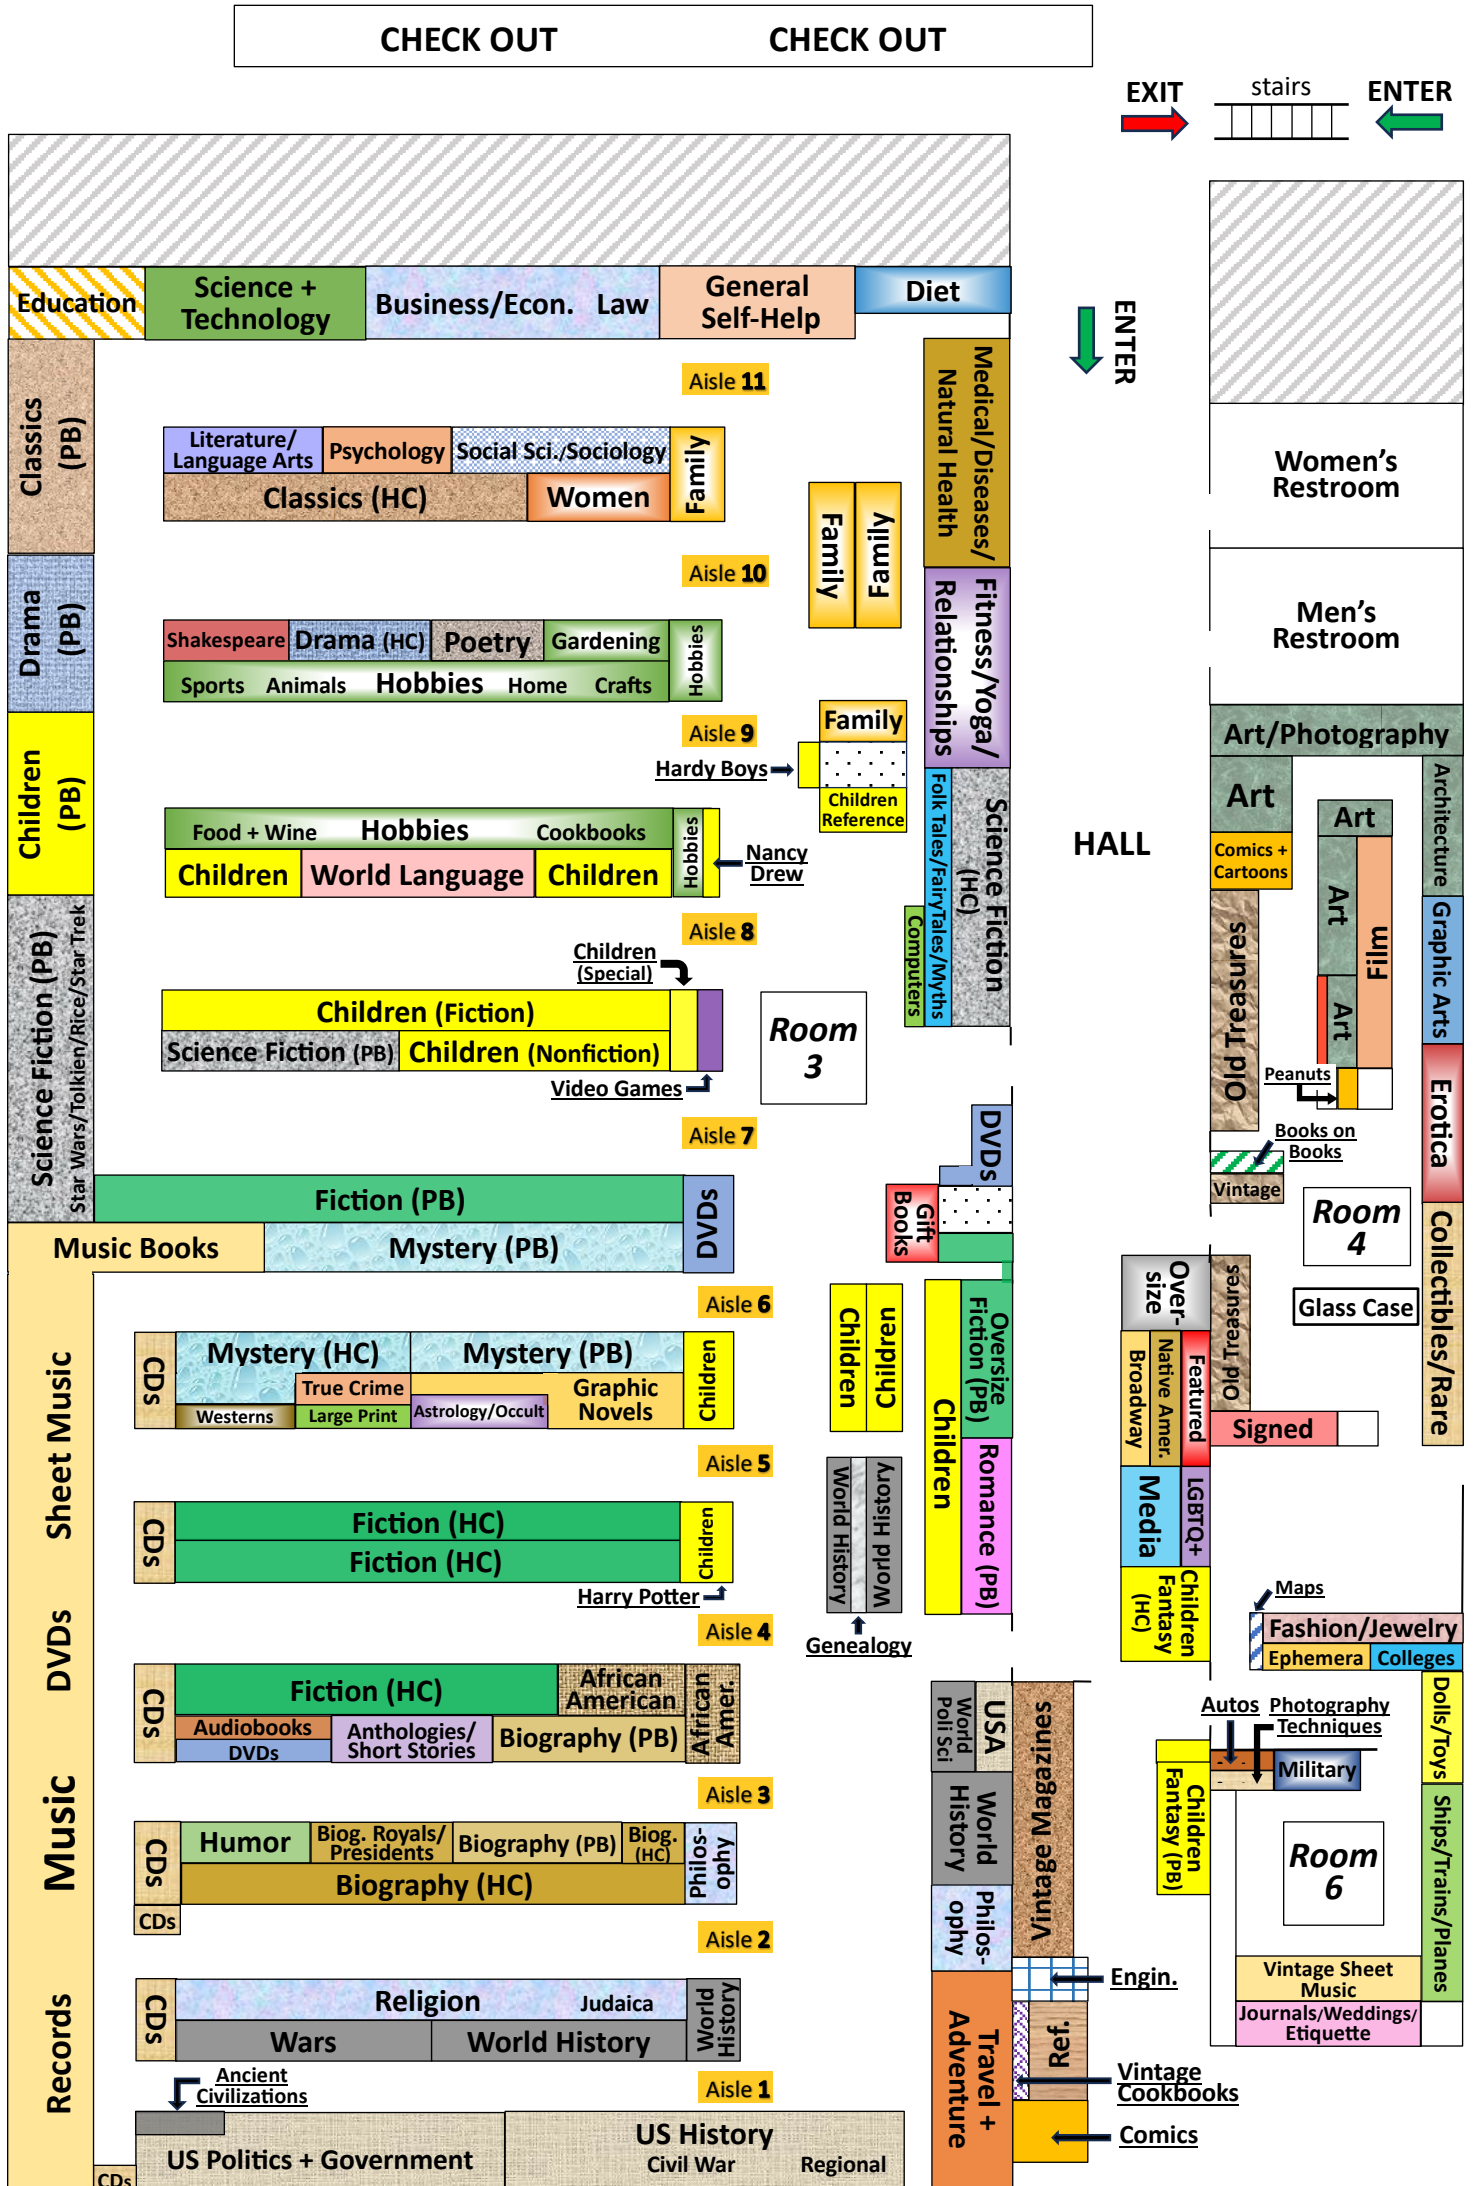 CHECK OUT
CHECK OUT
EXIT
stairs
ENTER
ENTER
Education
Science +
Technology
Business/Econ.
Law
General
Self-Help
Diet
Aisle 11
Classics
(PB)
Literature/
Language Arts
Psychology
Social Sci./Sociology
Family
Classics (HC)
Women
Family
Family
Medical/Diseases/
Natural Health
Women's
Restroom
Aisle 10
Drama
(PB)
Shakespeare
Drama (HC)
Poetry
Gardening
Hobbies
Sports
Animals
Hobbies
Home
Crafts
Fitness/Yoga/
Relationships
Men's
Restroom
Aisle 9
Family
Hardy Boys
Children
Reference
Children
(PB)
Food + Wine
Hobbies
Cookbooks
Hobbies
Children
World Language
Children
Nancy
Drew
Folk Tales/FairyTales/Myths
Science Fiction
(HC)
Computers
HALL
Art/Photography
Art
Comics +
Cartoons
Art
Art
Art
Film
Architecture
Graphic Arts
Old Treasures
Peanuts
Erotica
Books on
Books
Vintage
Room
4
Aisle 8
Science Fiction (PB)
Star Wars/Tolkien/Rice/Star Trek
Children
(Special)
Children (Fiction)
Science Fiction (PB)
Children (Nonfiction)
Video Games
Room
3
Aisle 7
Fiction (PB)
DVDs
Music Books
Mystery (PB)
DVDs
Gift
Books
Over-
size
Old Treasures
Glass Case
Collectibles/Rare
Aisle 6
CDs
Mystery (HC)
Mystery (PB)
Children
True Crime
Graphic
Novels
Westerns
Large Print
Astrology/Occult
Children
Children
Children
Oversize
Fiction (PB)
Broadway
Native Amer.
Featured
Signed
Aisle 5
Sheet Music
CDs
Fiction (HC)
Fiction (HC)
Children
Harry Potter
World History
World History
Genealogy
Romance (PB)
Media
LGBTQ+
Children
Fantasy
(HC)
Maps
Fashion/Jewelry
Ephemera
Colleges
Aisle 4
DVDs
CDs
Fiction (HC)
African
American
African
Amer.
Audiobooks
DVDs
Anthologies/
Short Stories
Biography (PB)
World
Poli Sci
USA
Vintage Magazines
Autos
Photography
Techniques
Military
Dolls/Toys
Children
Fantasy (PB)
Aisle 3
Music
CDs
Humor
Biog. Royals/
Presidents
Biography (PB)
Biog.
(HC)
Philos-
ophy
Biography (HC)
CDs
World
History
Room
6
Ships/Trains/Planes
Aisle 2
Philos-
ophy
Engin.
Vintage Sheet
Music
Journals/Weddings/
Etiquette
Records
CDs
Religion
Judaica
Wars
World History
World
History
Travel +
Adventure
Ref.
Vintage
Cookbooks
Comics
Ancient
Civilizations
Aisle 1
US Politics + Government
US History
Civil War
Regional
CDs